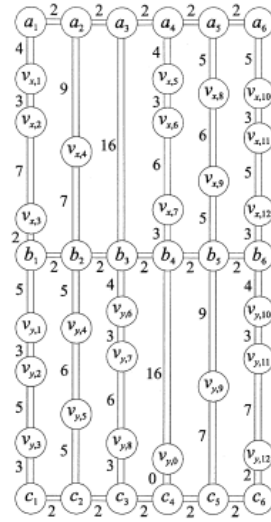 2 2 2 2 2
a1 a2 a3 a4 a5 a6
4 4 5 5
vx,1 vx,5 vx,8 vx,10
3 9 3 3
vx,2 vx,6 vx,11
16 6
vx,4
7 6 5
vx,9
7 5
vx,3 vx,7 vx,12
2 3 3
b1 b2 b3 b4 b5 b6
2 2 2 2 2
5 5 4 9 4
vy,6 vy,10
vy,1 vy,4 3 3
3 vy,7 vy,11
vy,2 16
6 vy,9
5 6 7
vy,5
vy,3 vy,8 7
5 vy,0 vy,12
3 3 0 2
c1 c2 c3 c4 c5 c6
2 2 2 2 2